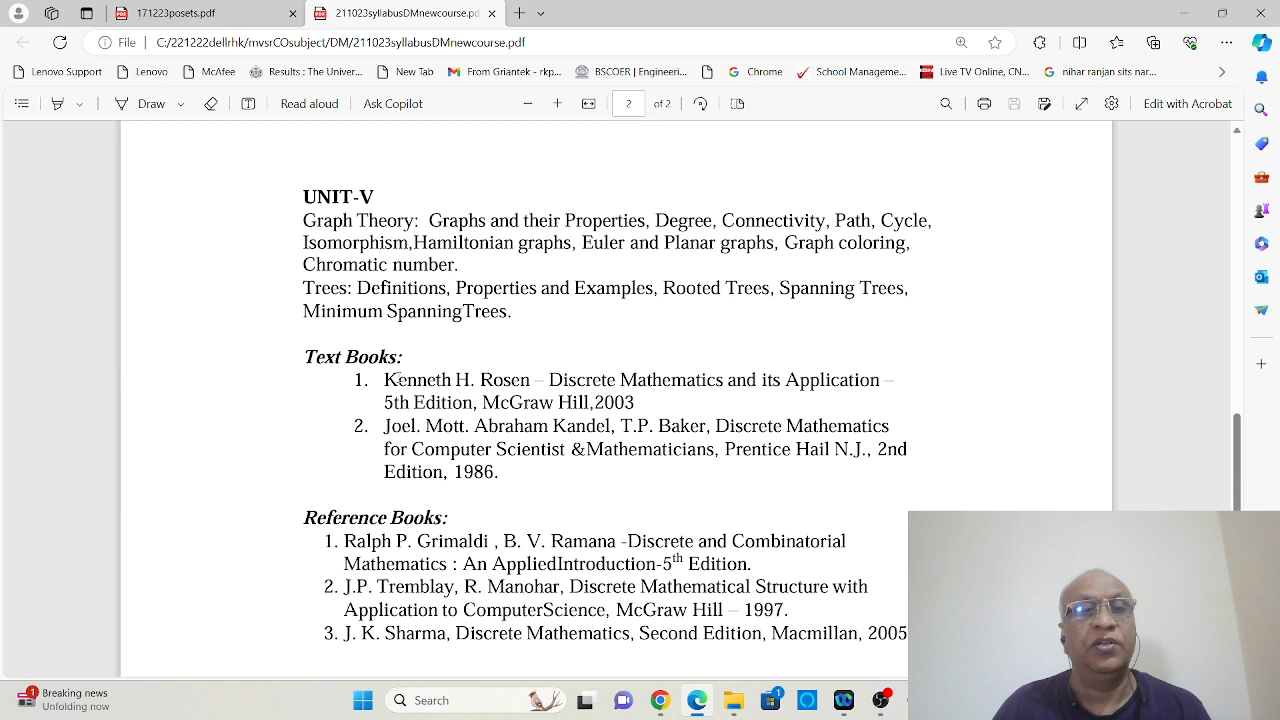 171223posets.pdf
211023syllabusDMnewcourse.pd
File C:/221222dellrhk/mvsrCOsubject/DM/211023syllabusDMnewcourse.pdf
Lenovo Support Lenovo McAfee Results : The Univer... New Tab From Griantek - rkp... BSCOER | Engineeri... Chrome School Manageme... Live TV Online, CN... nihar ranjan sits nar...
Draw Read aloud Ask Copilot 2 of 2 Edit with Acrobat
UNIT-V
Graph Theory: Graphs and their Properties, Degree, Connectivity, Path, Cycle,
Isomorphism,Hamiltonian graphs, Euler and Planar graphs, Graph coloring,
Chromatic number.
Trees: Definitions, Properties and Examples, Rooted Trees, Spanning Trees,
Minimum SpanningTrees.
Text Books:
1. Kenneth H. Rosen – Discrete Mathematics and its Application –
5th Edition, McGraw Hill,2003
2. Joel. Mott. Abraham Kandel, T.P. Baker, Discrete Mathematics
for Computer Scientist &Mathematicians, Prentice Hail N.J., 2nd
Edition, 1986.
Reference Books:
1. Ralph P. Grimaldi , B. V. Ramana -Discrete and Combinatorial
Mathematics : An AppliedIntroduction-5th Edition.
2. J.P. Tremblay, R. Manohar, Discrete Mathematical Structure with
Application to ComputerScience, McGraw Hill – 1997.
3. J. K. Sharma, Discrete Mathematics, Second Edition, Macmillan, 2005
1 Breaking news
Unfolding now
Search
1